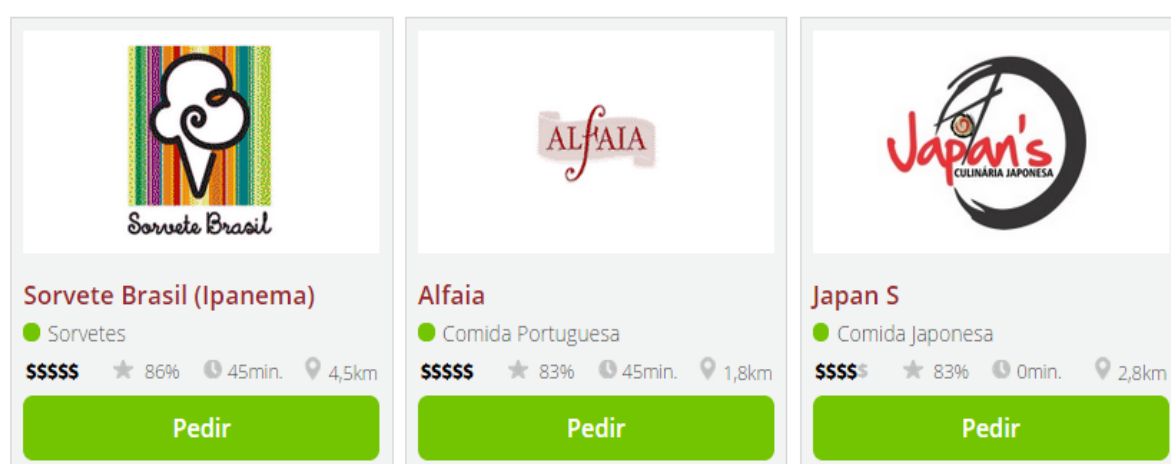 Sorvete Brasil
Sorvete Brasil (Ipanema)
Sorvetes
$$$$$ 86% 45min. 4,5km
Pedir
ALfAIA
Alfaia
Comida Portuguesa
$$$$$ 83% 45min. 1,8km
Pedir
Japan's
CULINÁRIA JAPONESA
Japan S
Comida Japonesa
$$$$$ 83% 0min. 2,8km
Pedir